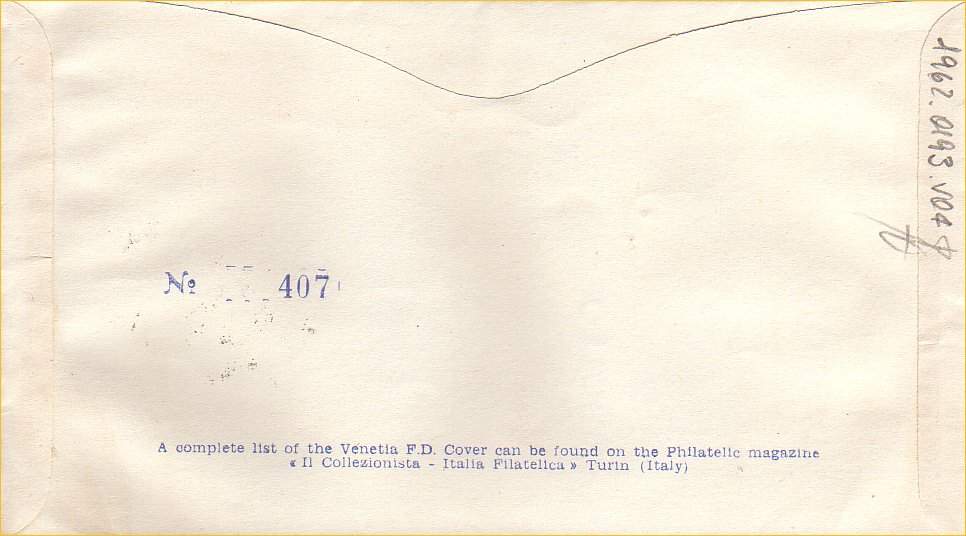 1962.0193.V04
Nº 407
A complete list of the Venetia F.D. Cover can be found on the Philatelic magazine
« Il Collezionista - Italia Filatelica » Turin (Italy)